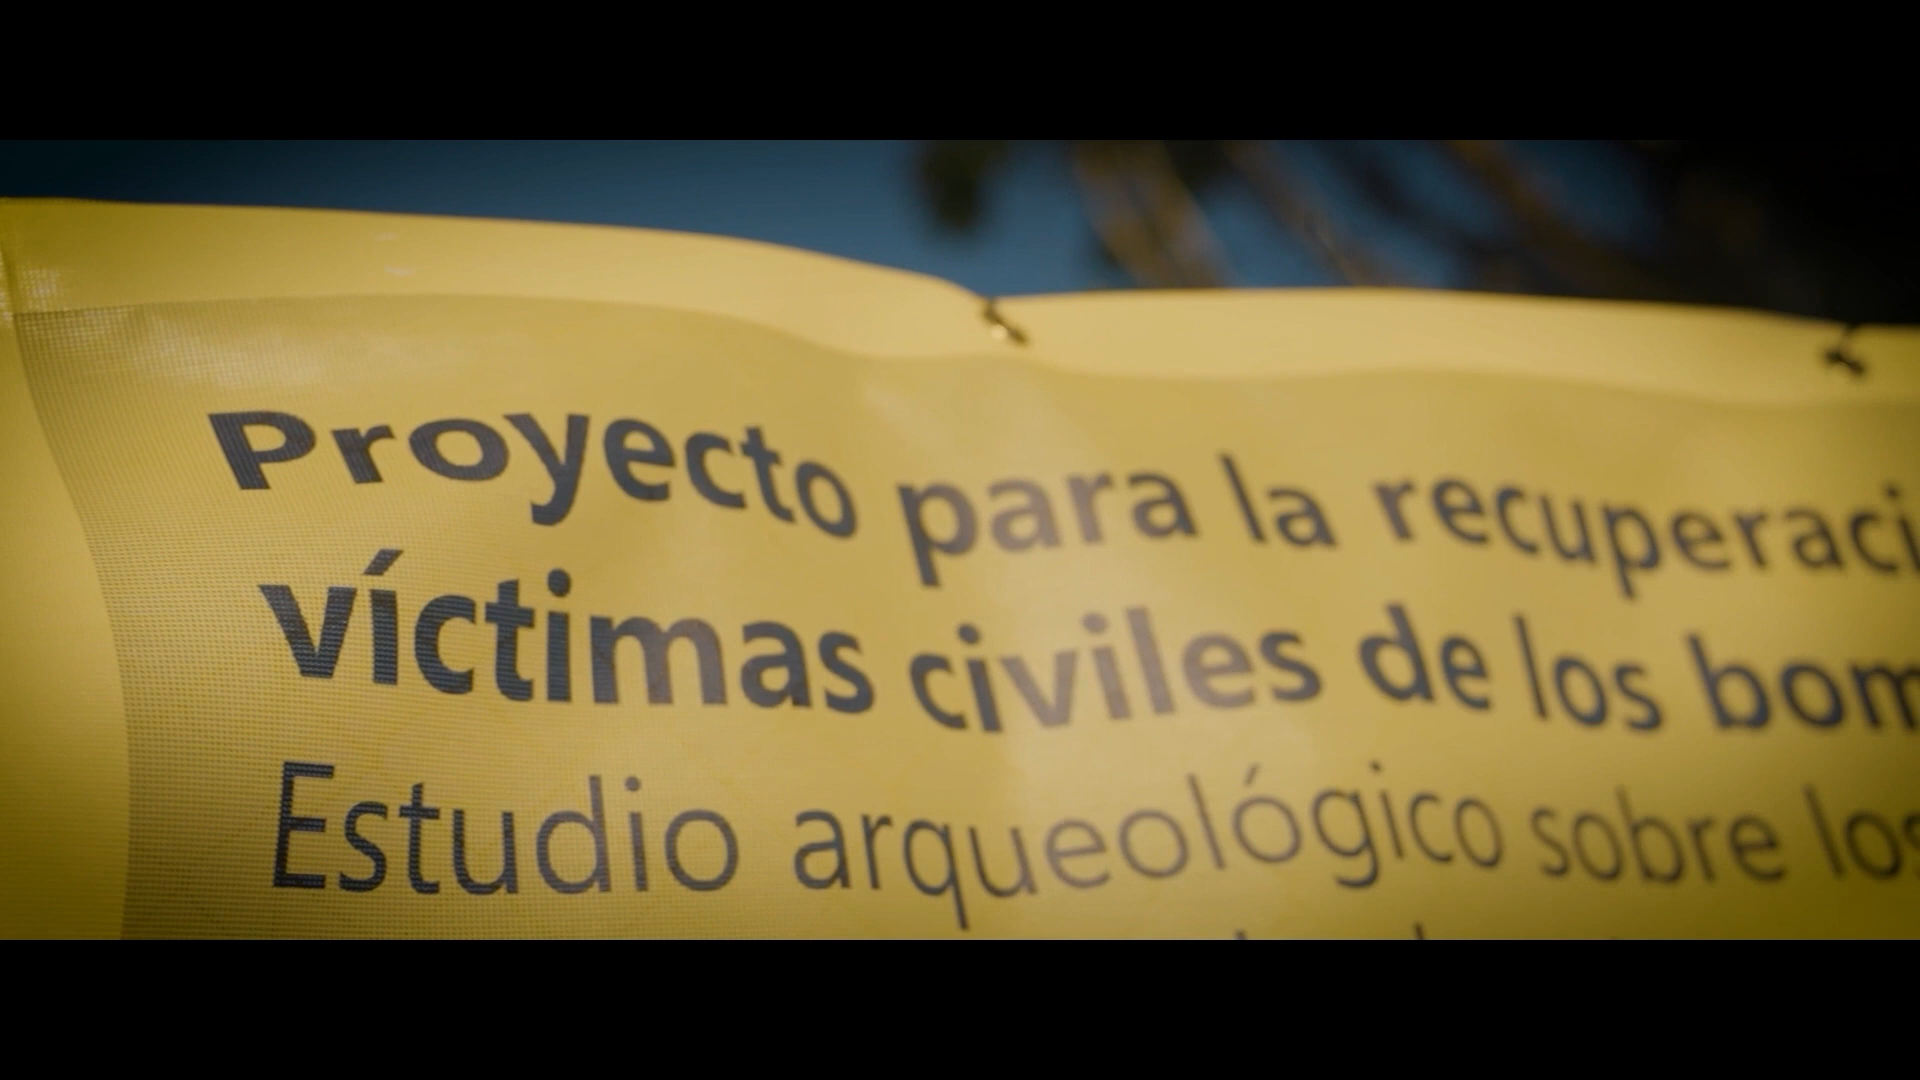 Proyecto para la recuperaci
víctimas civiles de los bom
Estudio arqueológico sobre los